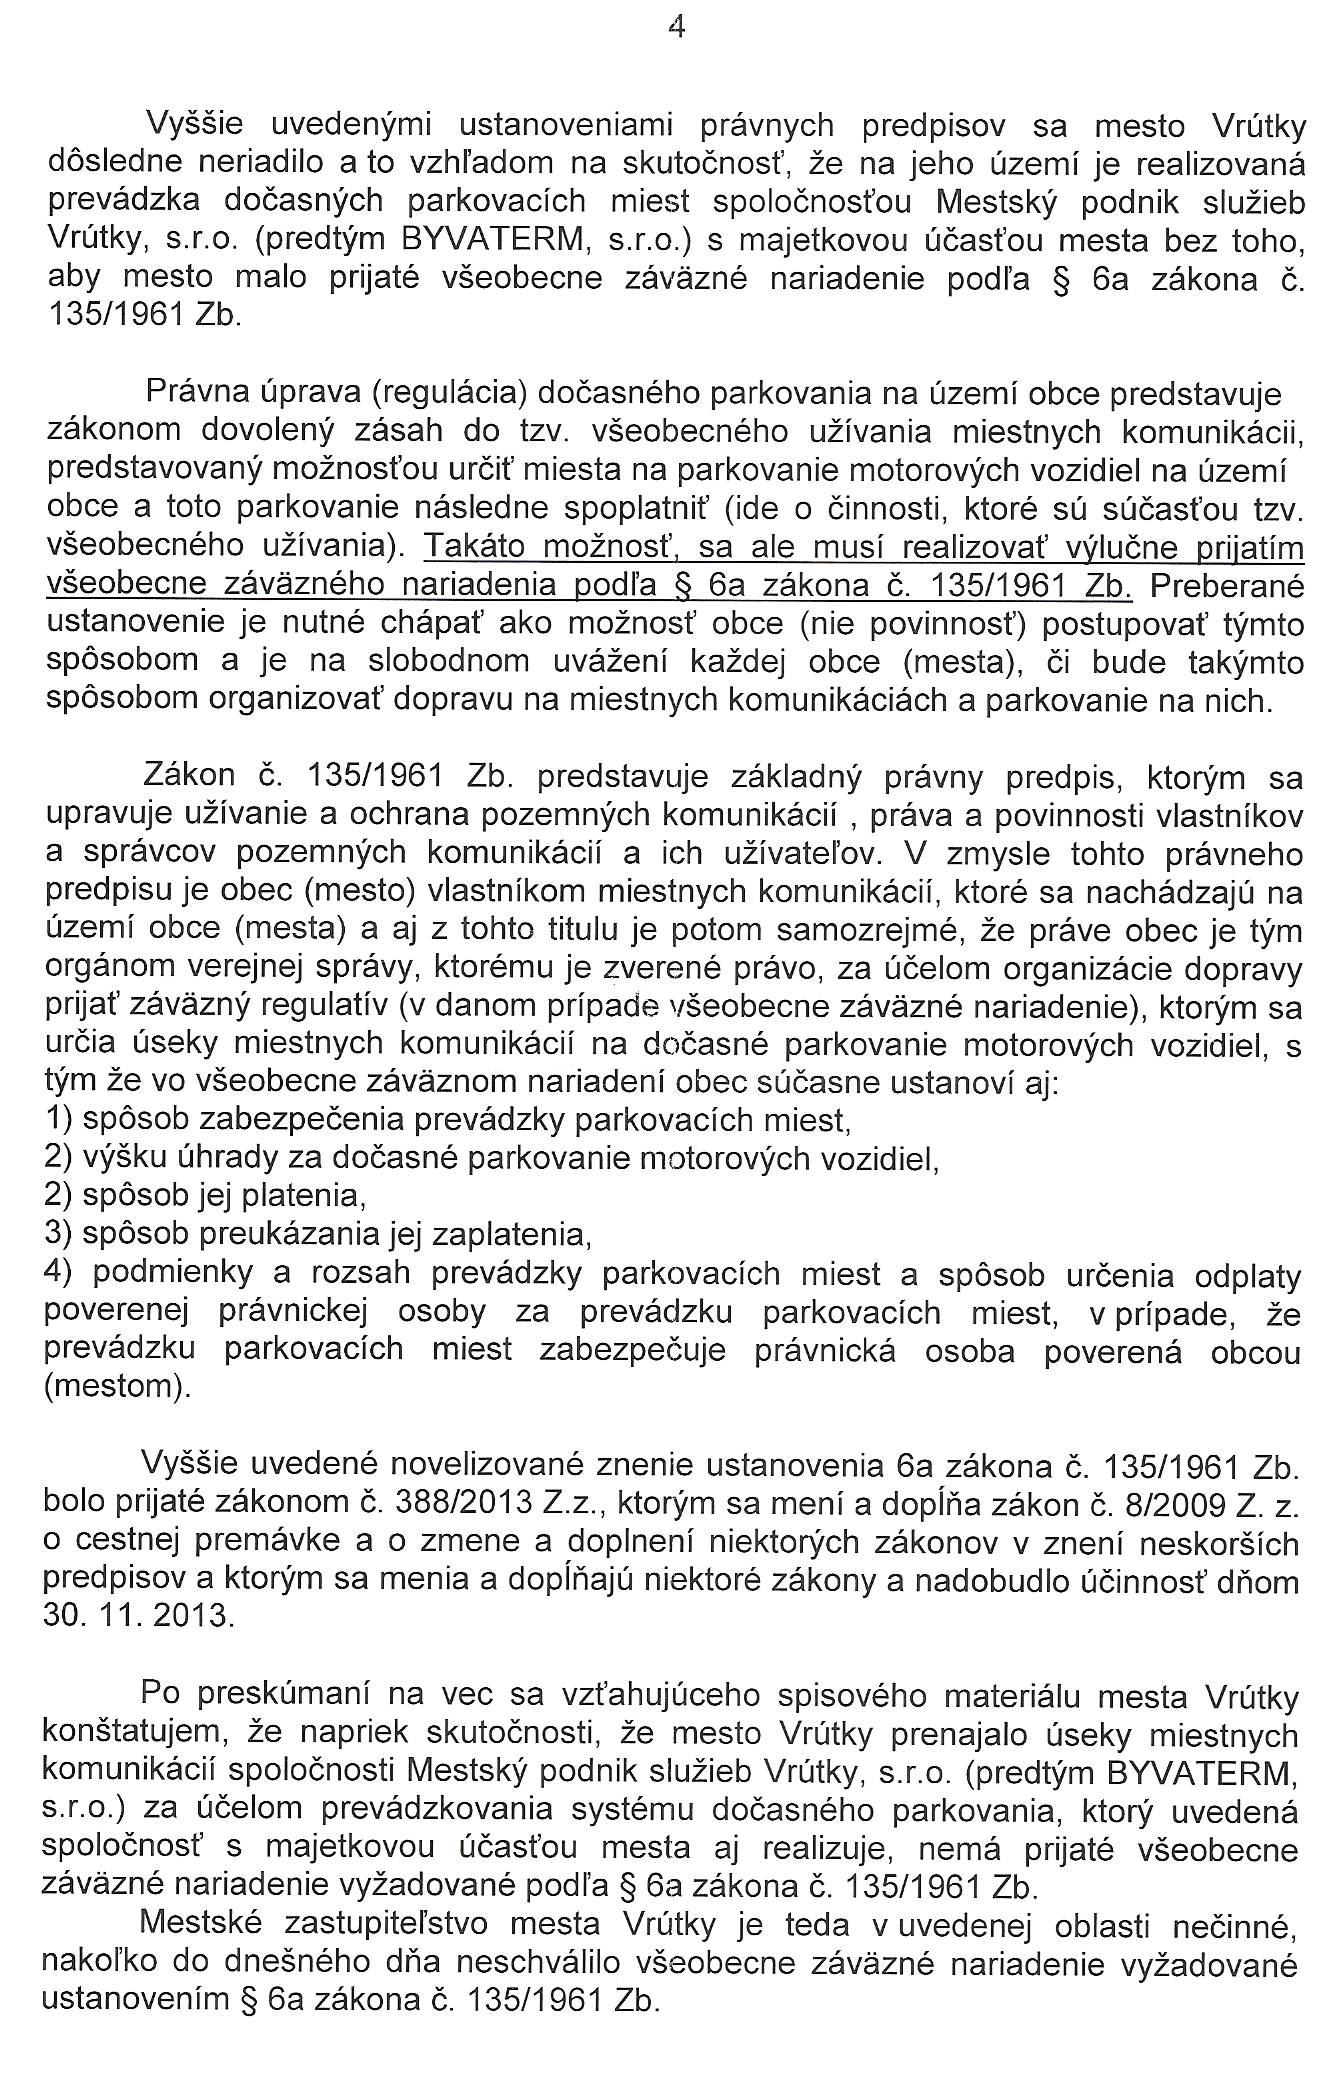 4
Vyššie uvedenými ustanoveniami právnych predpisov sa mesto Vrútky
dôsledne neriadilo a to vzhľadom na skutočnosť, že na jeho území je realizovaná
prevádzka dočasných parkovacích miest spoločnosťou Mestský podnik služieb
Vrútky, s.r.o. (predtým BYVATERM, s.r.o.) s majetkovou účasťou mesta bez toho,
aby mesto malo prijaté všeobecne záväzné nariadenie podľa § 6a zákona č.
135/1961 Zb.
Právna úprava (regulácia) dočasného parkovania na území obce predstavuje
zákonom dovolený zásah do tzv. všeobecného užívania miestnych komunikácii,
predstavovaný možnosťou určiť miesta na parkovanie motorových vozidiel na území
obce a toto parkovanie následne spoplatniť (ide o činnosti, ktoré sú súčasťou tzv.
všeobecného užívania). Takáto možnosť, sa ale musí realizovať výlučne prijatím
všeobecne záväzného nariadenia podľa § 6a zákona č. 135/1961 Zb. Preberané
ustanovenie je nutné chápať ako možnosť obce (nie povinnosť) postupovať týmto
spôsobom a je na slobodnom uvážení každej obce (mesta), či bude takýmto
spôsobom organizovať dopravu na miestnych komunikáciách a parkovanie na nich.
Zákon č. 135/1961 Zb. predstavuje základný právny predpis, ktorým sa
upravuje užívanie a ochrana pozemných komunikácií , práva a povinnosti vlastníkov
a správcov pozemných komunikácií a ich užívateľov. V zmysle tohto právneho
predpisu je obec (mesto) vlastníkom miestnych komunikácií, ktoré sa nachádzajú na
území obce (mesta) a aj z tohto titulu je potom samozrejmé, že práve obec je tým
orgánom verejnej správy, ktorému je zverené právo, za účelom organizácie dopravy
prijať záväzný regulatív (v danom prípade všeobecne záväzné nariadenie), ktorým sa
určia úseky miestnych komunikácií na dočasné parkovanie motorových vozidiel, s
tým že vo všeobecne záväznom nariadení obec súčasne ustanoví aj:
1) spôsob zabezpečenia prevádzky parkovacích miest,
2) výšku úhrady za dočasné parkovanie motorových vozidiel,
2) spôsob jej platenia,
3) spôsob preukázania jej zaplatenia,
4) podmienky a rozsah prevádzky parkovacích miest a spôsob určenia odplaty
poverenej právnickej osoby za prevádzku parkovacích miest, v prípade, že
prevádzku parkovacích miest zabezpečuje právnická osoba poverená obcou
(mestom).
Vyššie uvedené novelizované znenie ustanovenia 6a zákona č. 135/1961 Zb.
bolo prijaté zákonom č. 388/2013 Z.z., ktorým sa mení a dopĺňa zákon č. 8/2009 Z. z.
o cestnej premávke a o zmene a doplnení niektorých zákonov v znení neskorších
predpisov a ktorým sa menia a dopĺňajú niektoré zákony a nadobudlo účinnosť dňom
30. 11. 2013.
Po preskúmaní na vec sa vzťahujúceho spisového materiálu mesta Vrútky
konštatujem, že napriek skutočnosti, že mesto Vrútky prenajalo úseky miestnych
komunikácií spoločnosti Mestský podnik služieb Vrútky, s.r.o. (predtým BYVATERM,
s.r.o.) za účelom prevádzkovania systému dočasného parkovania, ktorý uvedená
spoločnosť s majetkovou účasťou mesta aj realizuje, nemá prijaté všeobecne
záväzné nariadenie vyžadované podľa § 6a zákona č. 135/1961 Zb.
Mestské zastupiteľstvo mesta Vrútky je teda v uvedenej oblasti nečinné,
nakoľko do dnešného dňa neschválilo všeobecne záväzné nariadenie vyžadované
ustanovením § 6a zákona č. 135/1961 Zb.